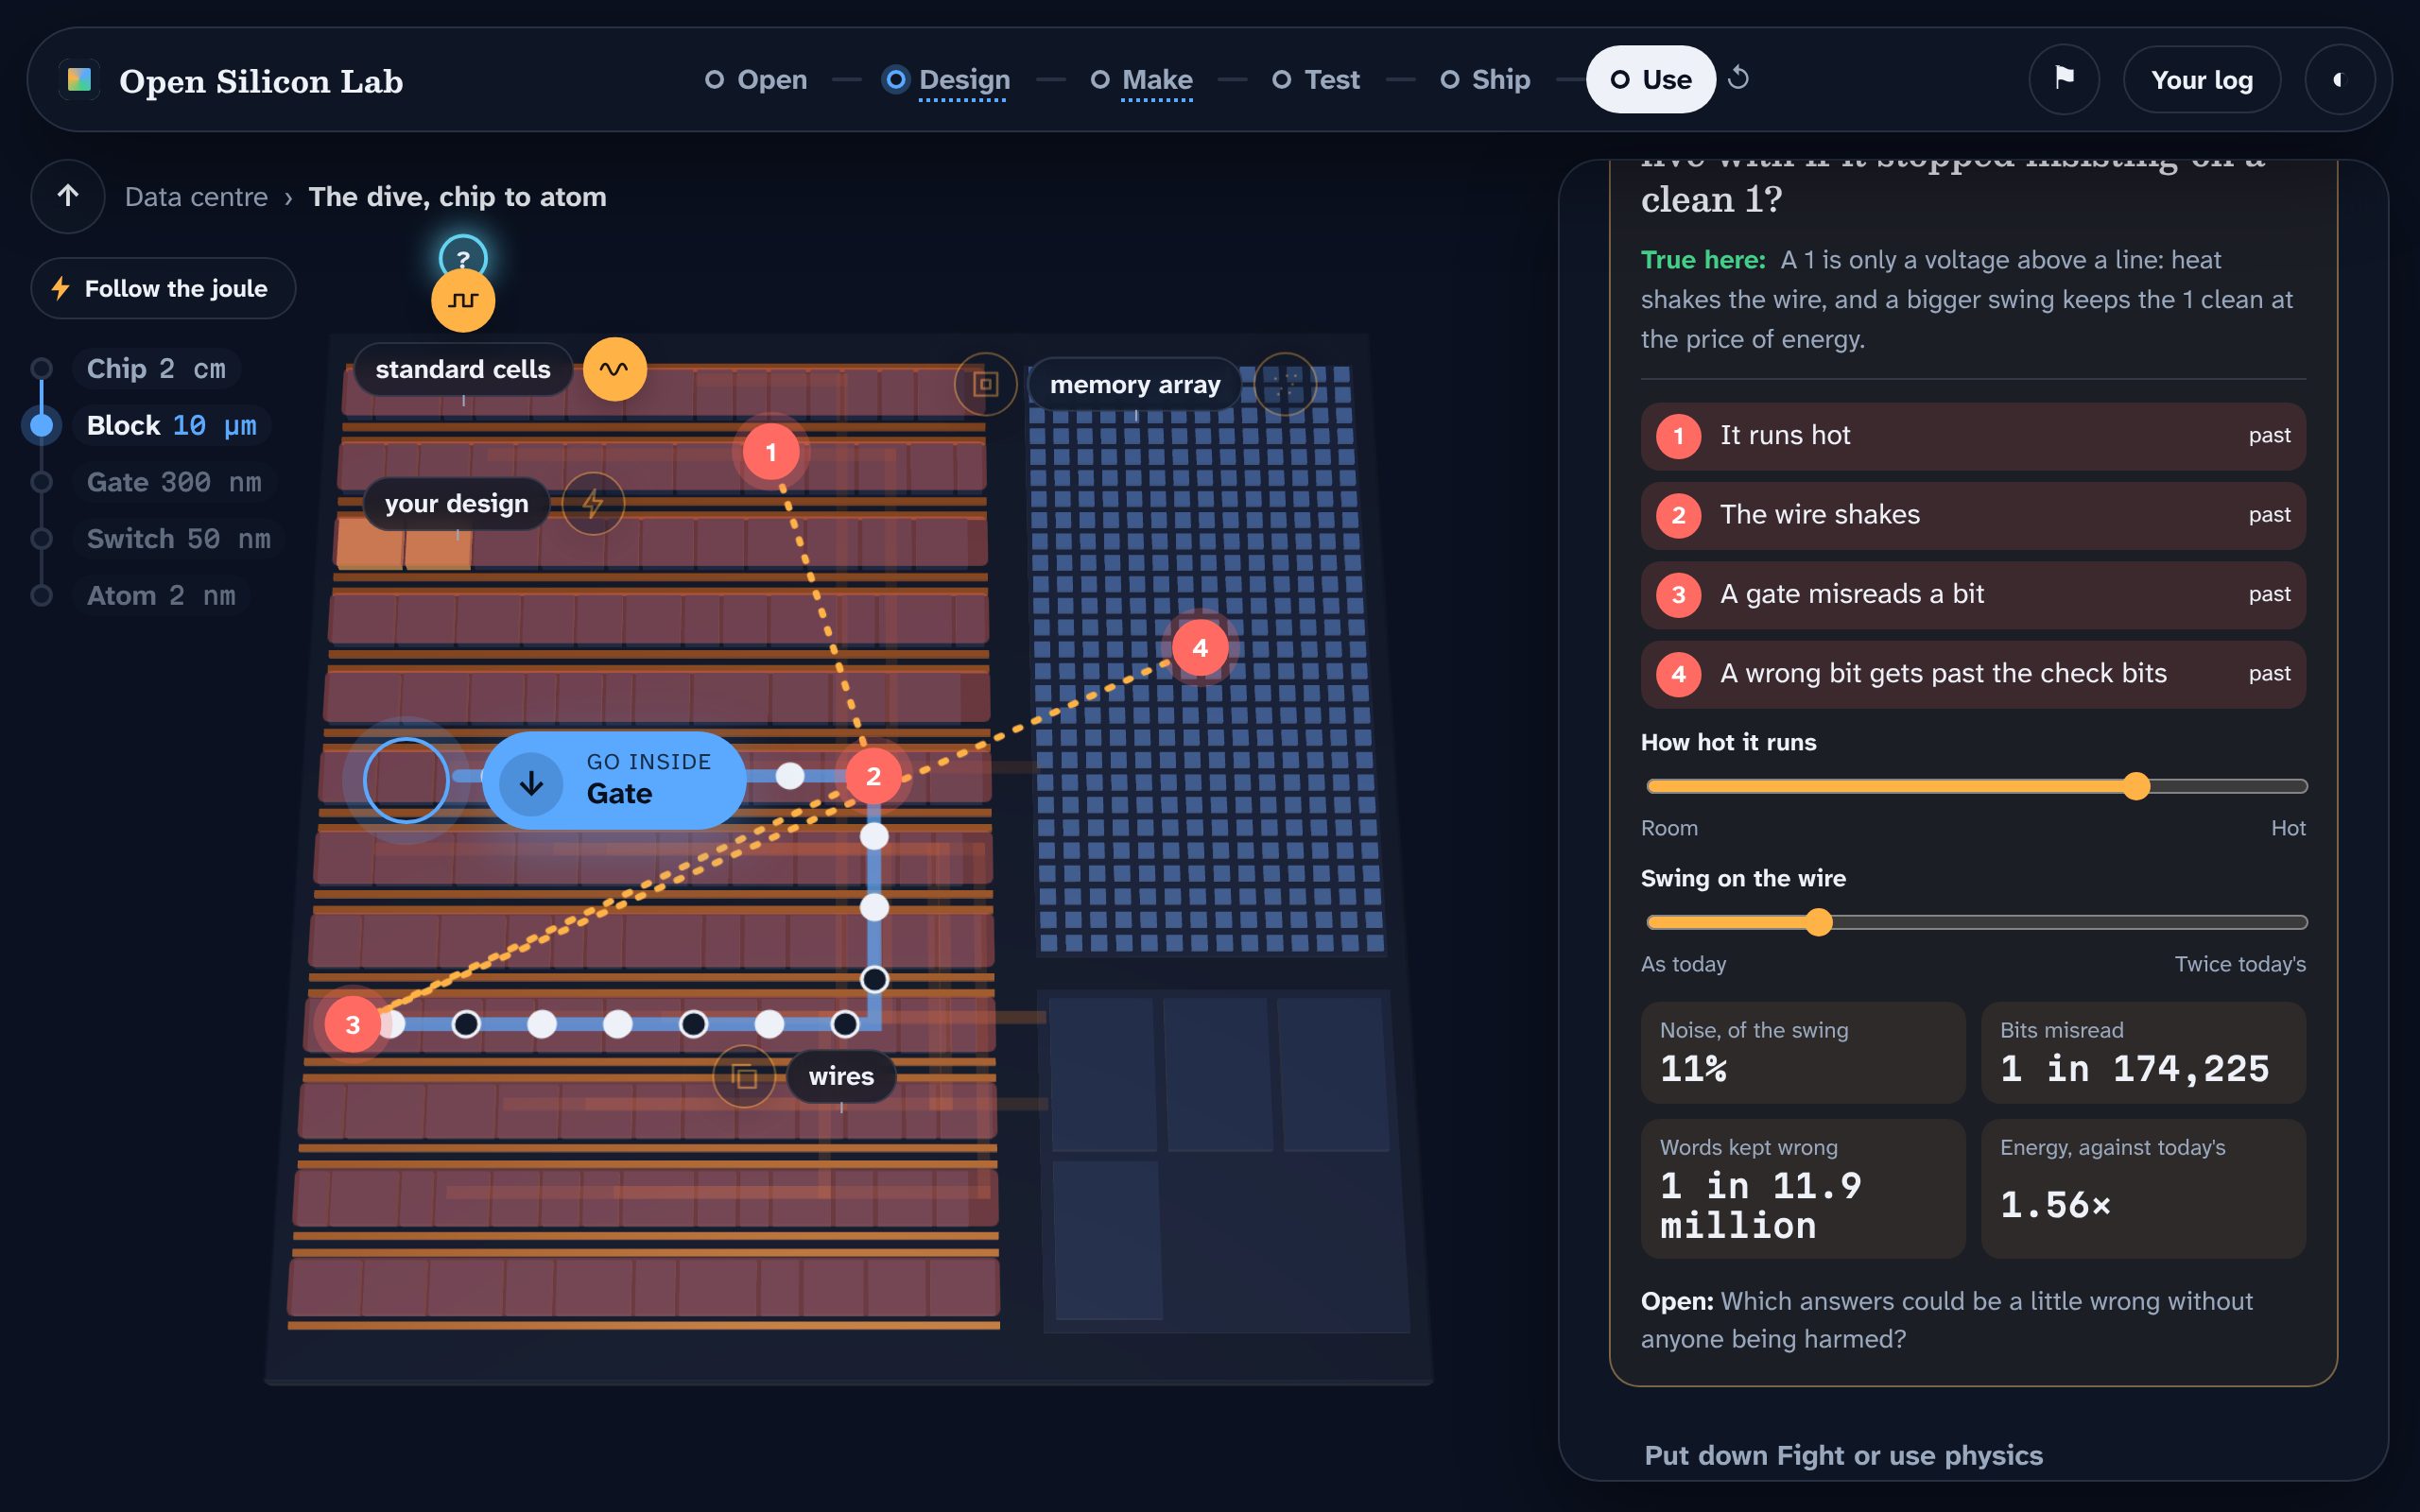 Open Silicon Lab
Open
Design
Make
Test
Ship
Use
Your log
Data centre › The dive, chip to atom
Follow the joule
Chip 2 cm
Block 10 µm
Gate 300 nm
Switch 50 nm
Atom 2 nm
?
standard cells
memory array
1
your design
4
GO INSIDE
Gate
2
3
wires
live with if it stopped insisting on a
clean 1?
True here: A 1 is only a voltage above a line: heat
shakes the wire, and a bigger swing keeps the 1 clean at
the price of energy.
1 It runs hot past
2 The wire shakes past
3 A gate misreads a bit past
4 A wrong bit gets past the check bits past
How hot it runs
Room Hot
Swing on the wire
As today Twice today's
Noise, of the swing
11%
Bits misread
1 in 174,225
Words kept wrong
1 in 11.9
million
Energy, against today's
1.56×
Open: Which answers could be a little wrong without
anyone being harmed?
Put down Fight or use physics